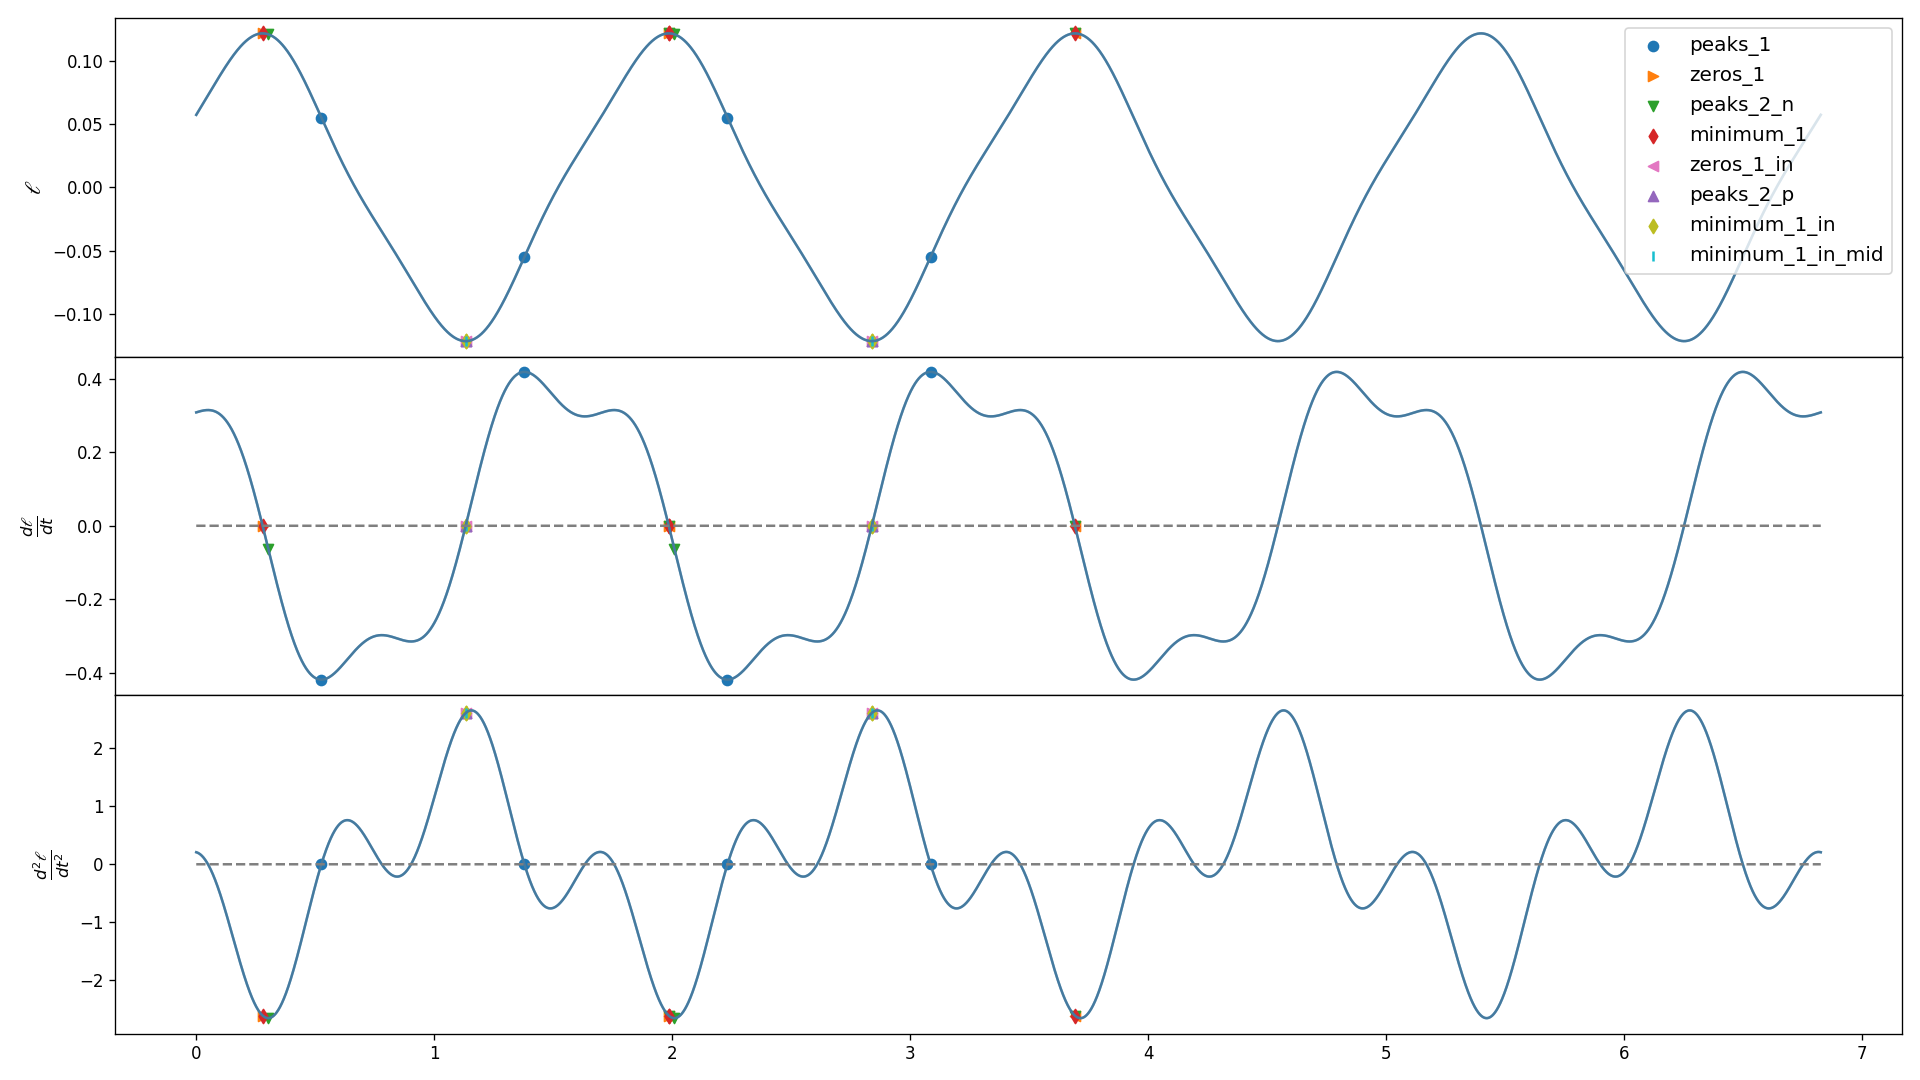 0.10
0.05
0.00
−0.05
−0.10
ℓ
peaks_1
zeros_1
peaks_2_n
minimum_1
zeros_1_in
peaks_2_p
minimum_1_in
minimum_1_in_mid
0.4
0.2
0.0
−0.2
−0.4
dℓ/dt
2
1
0
−1
−2
d²ℓ/dt²
0 1 2 3 4 5 6 7